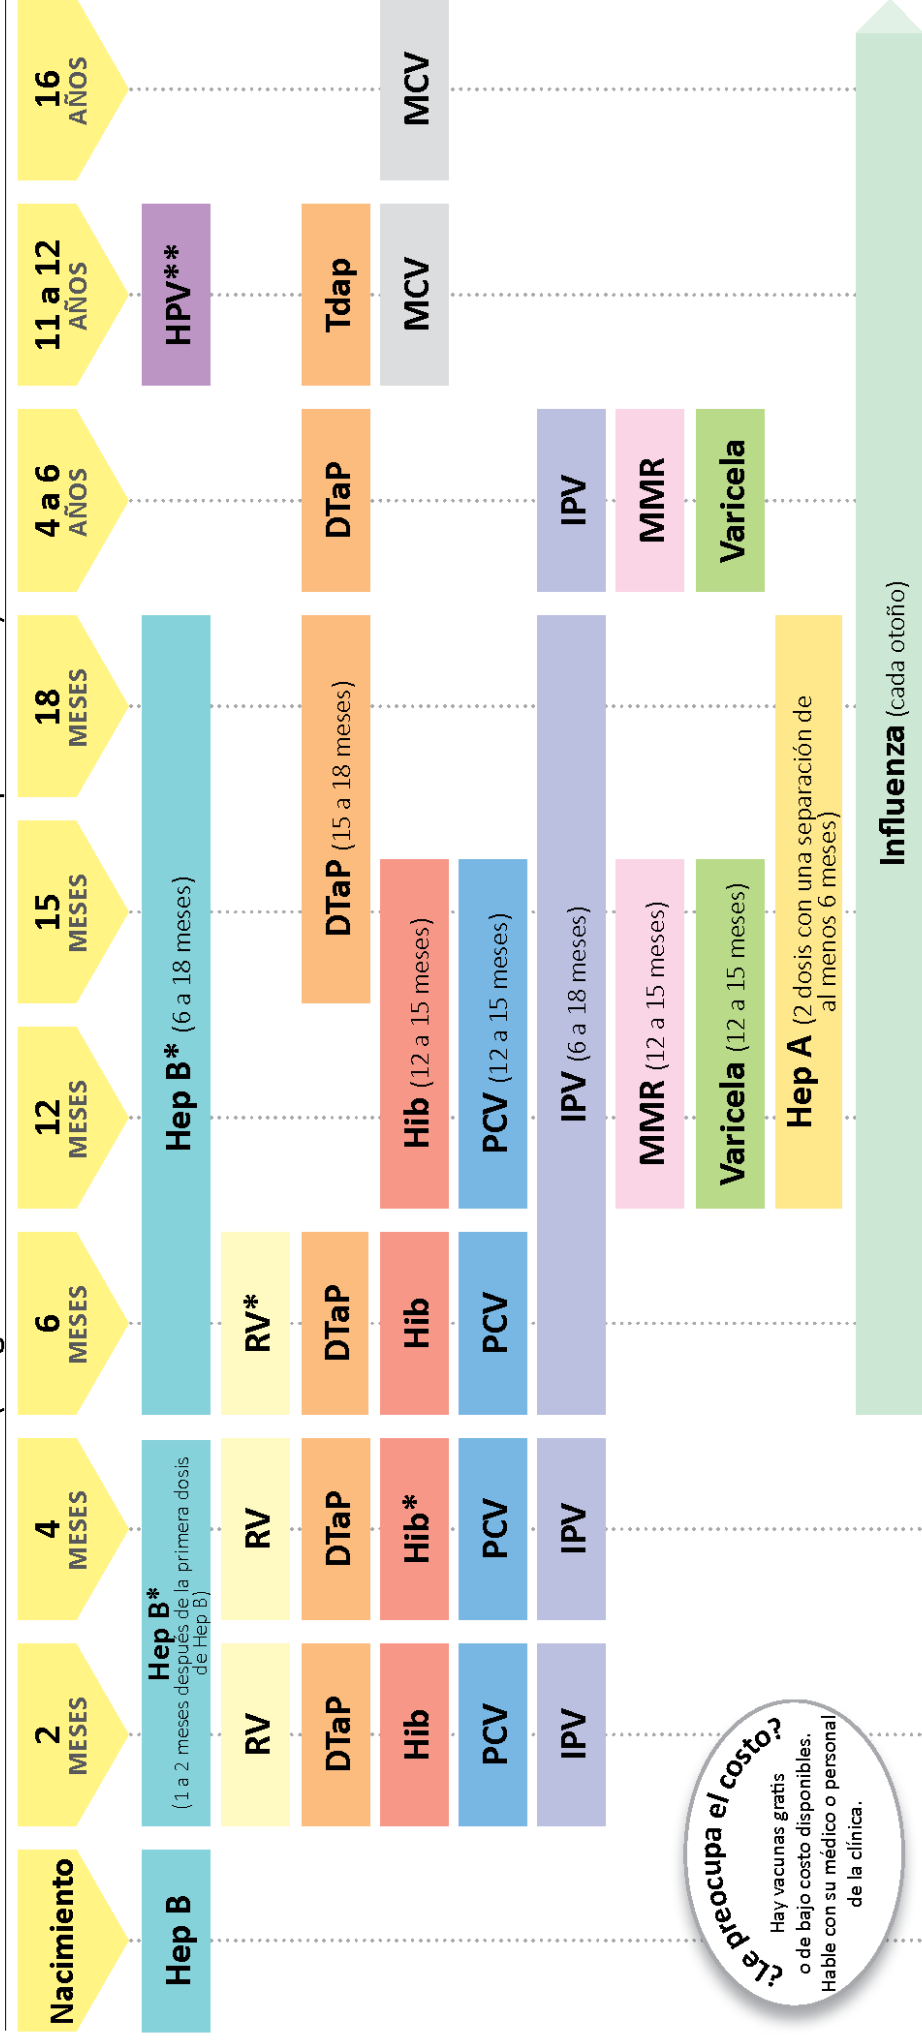 Nacimiento
2
MESES
4
MESES
6
MESES
12
MESES
15
MESES
18
MESES
4 a 6
AÑOS
11 a 12
AÑOS
16
AÑOS
Hep B
Hep B*
(1 a 2 meses después de la primera dosis
de Hep B)
Hep B* (6 a 18 meses)
HPV**
RV
RV
RV*
DTaP
DTaP
DTaP
DTaP (15 a 18 meses)
DTaP
Tdap
Hib
Hib*
Hib
Hib (12 a 15 meses)
MCV
MCV
PCV
PCV
PCV
PCV (12 a 15 meses)
IPV
IPV
IPV (6 a 18 meses)
IPV
MMR (12 a 15 meses)
MMR
Varicela (12 a 15 meses)
Varicela
Hep A (2 dosis con una separación de
al menos 6 meses)
Influenza (cada otoño)
¿Le preocupa el costo?
Hay vacunas gratis
o de bajo costo disponibles.
Hable con su médico o personal
de la clínica.